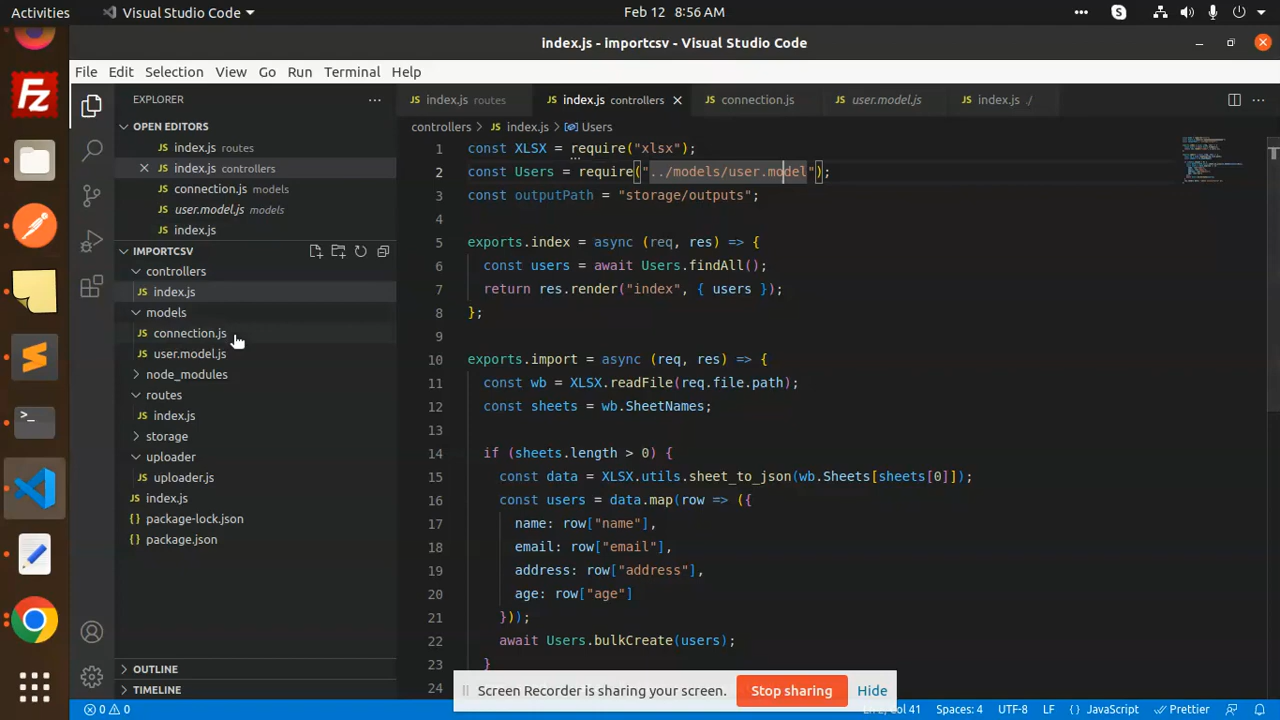 Activities
Visual Studio Code
Feb 12 8:56 AM
S
index.js - importcsv - Visual Studio Code
File Edit Selection View Go Run Terminal Help
EXPLORER
OPEN EDITORS
JS index.js routes
JS index.js controllers
JS connection.js models
JS user.model.js models
JS index.js
IMPORTCSV
controllers
JS index.js
models
JS connection.js
JS user.model.js
node_modules
routes
JS index.js
storage
uploader
JS uploader.js
JS index.js
{} package-lock.json
{} package.json
OUTLINE
TIMELINE
JS index.js routes
JS index.js controllers
JS connection.js
JS user.model.js
JS index.js ./
controllers > JS index.js > Users
1 const XLSX = require("xlsx");
2 const Users = require("../models/user.model");
3 const outputPath = "storage/outputs";
4
5 exports.index = async (req, res) => {
6 const users = await Users.findAll();
7 return res.render("index", { users });
8 };
9
10 exports.import = async (req, res) => {
11 const wb = XLSX.readFile(req.file.path);
12 const sheets = wb.SheetNames;
13
14 if (sheets.length > 0) {
15 const data = XLSX.utils.sheet_to_json(wb.Sheets[sheets[0]]);
16 const users = data.map(row => ({
17 name: row["name"],
18 email: row["email"],
19 address: row["address"],
20 age: row["age"]
21 }));
22 await Users.bulkCreate(users);
23 }
24
Screen Recorder is sharing your screen.
Stop sharing
Hide
0 0
Col 41 Spaces: 4 UTF-8 LF {} JavaScript Prettier